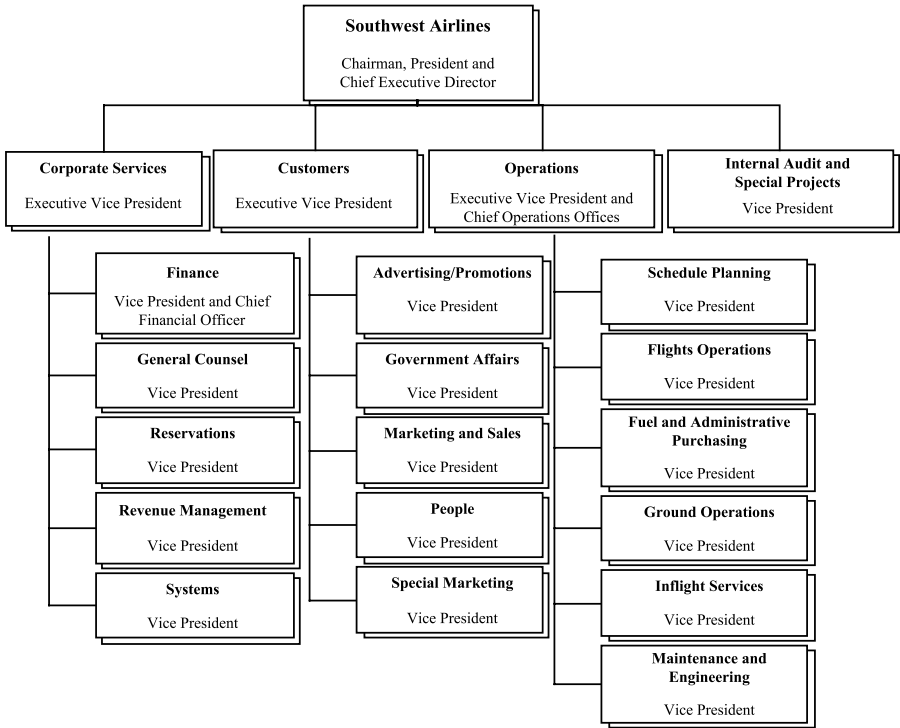 Southwest Airlines
Chairman, President and
Chief Executive Director
Corporate Services
Executive Vice President
Customers
Executive Vice President
Operations
Executive Vice President and
Chief Operations Offices
Internal Audit and
Special Projects
Vice President
Finance
Vice President and Chief
Financial Officer
General Counsel
Vice President
Reservations
Vice President
Revenue Management
Vice President
Systems
Vice President
Advertising/Promotions
Vice President
Government Affairs
Vice President
Marketing and Sales
Vice President
People
Vice President
Special Marketing
Vice President
Schedule Planning
Vice President
Flights Operations
Vice President
Fuel and Administrative
Purchasing
Vice President
Ground Operations
Vice President
Inflight Services
Vice President
Maintenance and
Engineering
Vice President